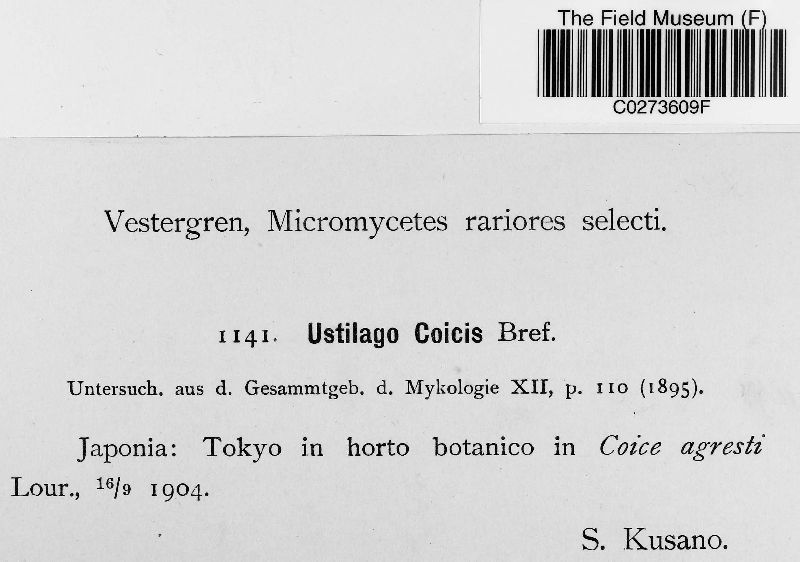 The Field Museum (F)
C0273609F
Vestergren, Micromycetes rariores selecti.
1141. Ustilago Coicis Bref.
Untersuch. aus d. Gesammtgeb. d. Mykologie XII, p. 110 (1895).
Japonia: Tokyo in horto botanico in Coice agresti
Lour., 16/9 1904.
S. Kusano.